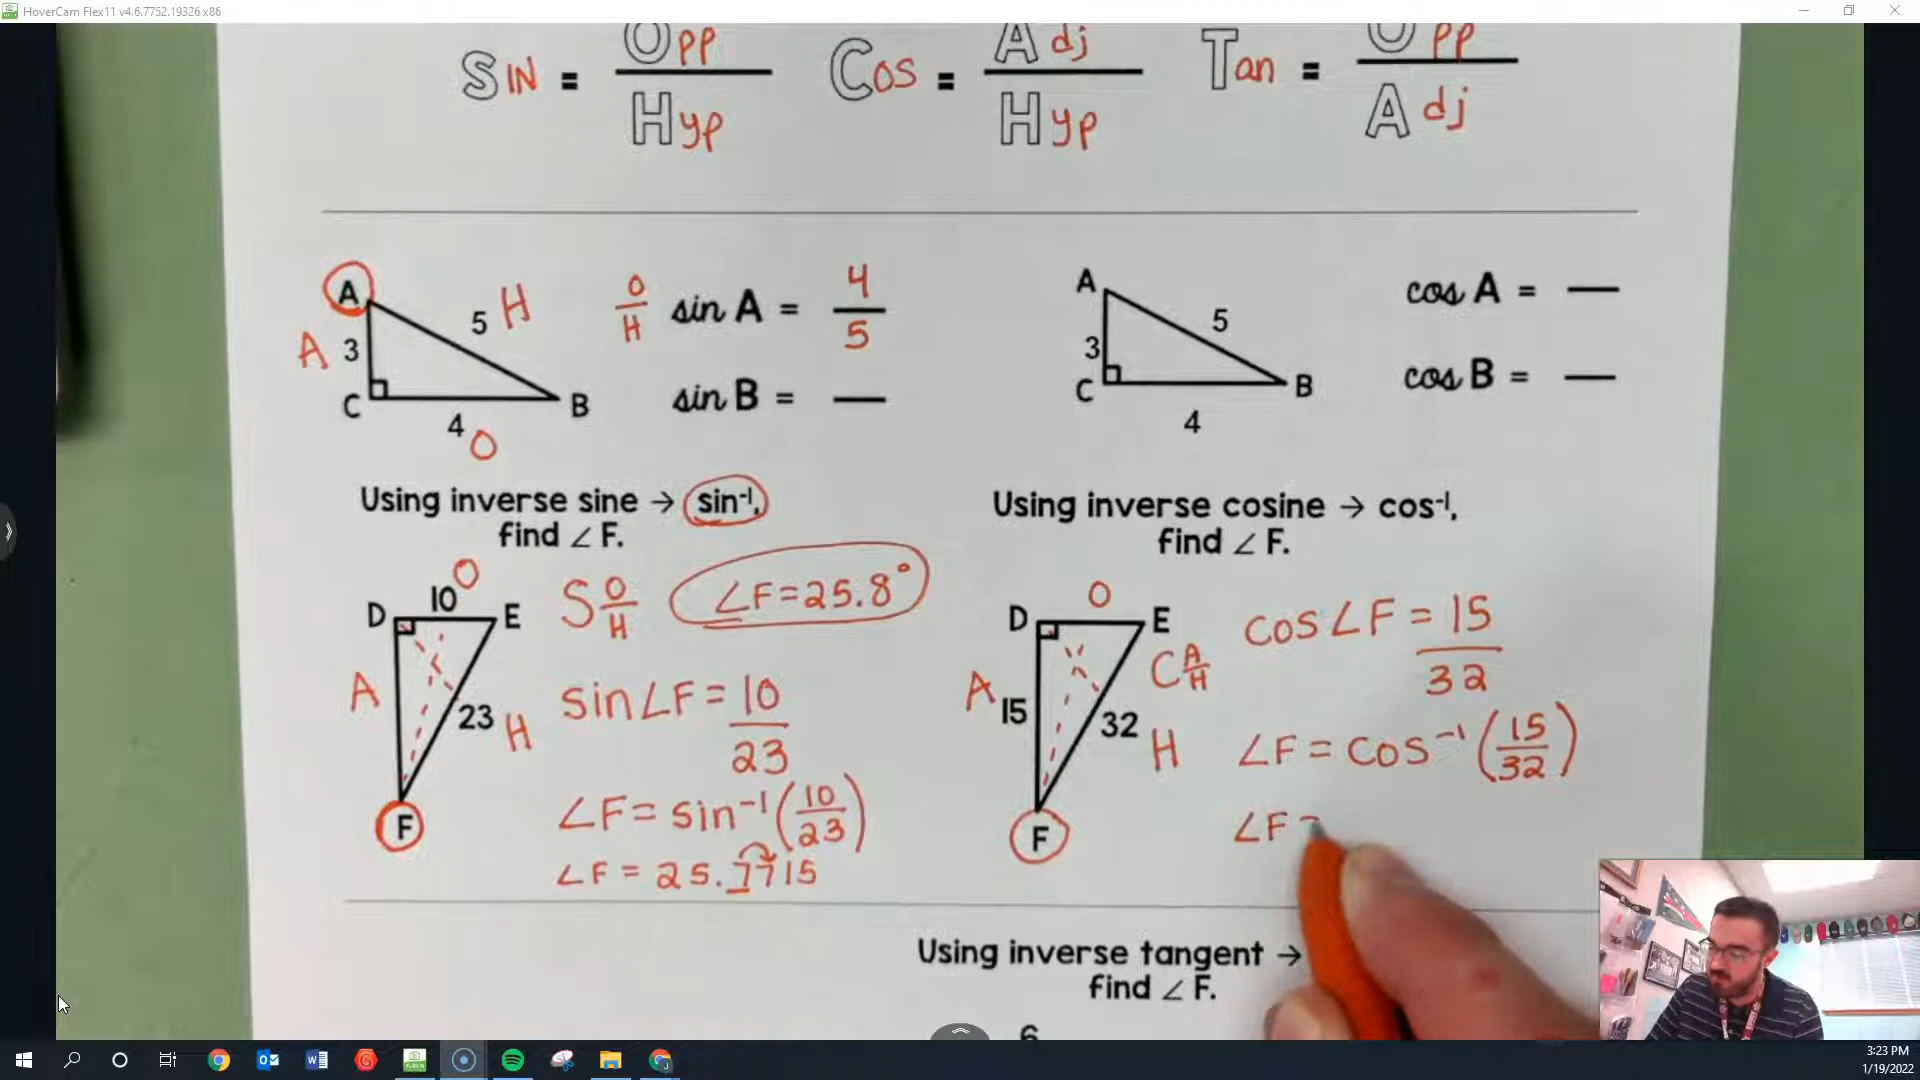 HoverCam Flex11 v4.6.7752.19326 x86
SIN = Opp / Hyp
Cos = Adj / Hyp
Tan = Opp / Adj
A
5 H
A 3
C
B
4 O
O/H sin A = 4/5
sin B = __
A
5
3
C
B
4
cos A = __
cos B = __
Using inverse sine → sin⁻¹,
find ∠ F.
10 O
D
E
A
23 H
F
S O/H
∠F=25.8°
sin∠F = 10/23
∠F = sin⁻¹(10/23)
∠F = 25.7715
Using inverse cosine → cos⁻¹,
find ∠ F.
O
D
E
A 15
32 H
F
C A/H
cos∠F = 15/32
∠F = cos⁻¹(15/32)
∠F =
Using inverse tangent →
find ∠ F.
3:23 PM
1/19/2022